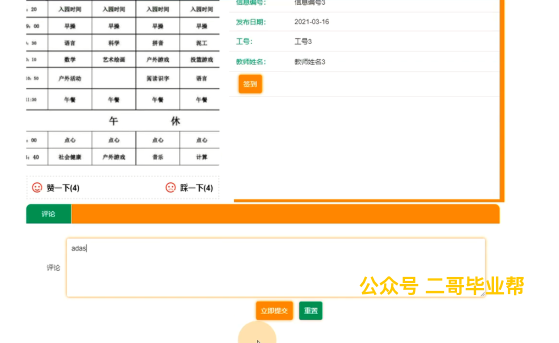 : 20 入园时间 入园时间 入园时间 入园时间
: 00 早操 早操 早操 早操
: 00 语言 科学 拼音 泥工
数学 艺术绘画 户外游戏 投篮游戏
户外活动 阅读识字 语言
11:30 午餐 午餐 午餐 午餐
午 休
: 00 点心 点心 点心 点心
: 40 社会健康 户外游戏 音乐 计算
赞一下(4) 踩一下(4)
信息编号: 信息编号3
发布日期: 2021-03-16
工号: 工号3
教师姓名: 教师姓名3
签到
评论
评论
adas
公众号 二哥毕业帮
立即提交 重置